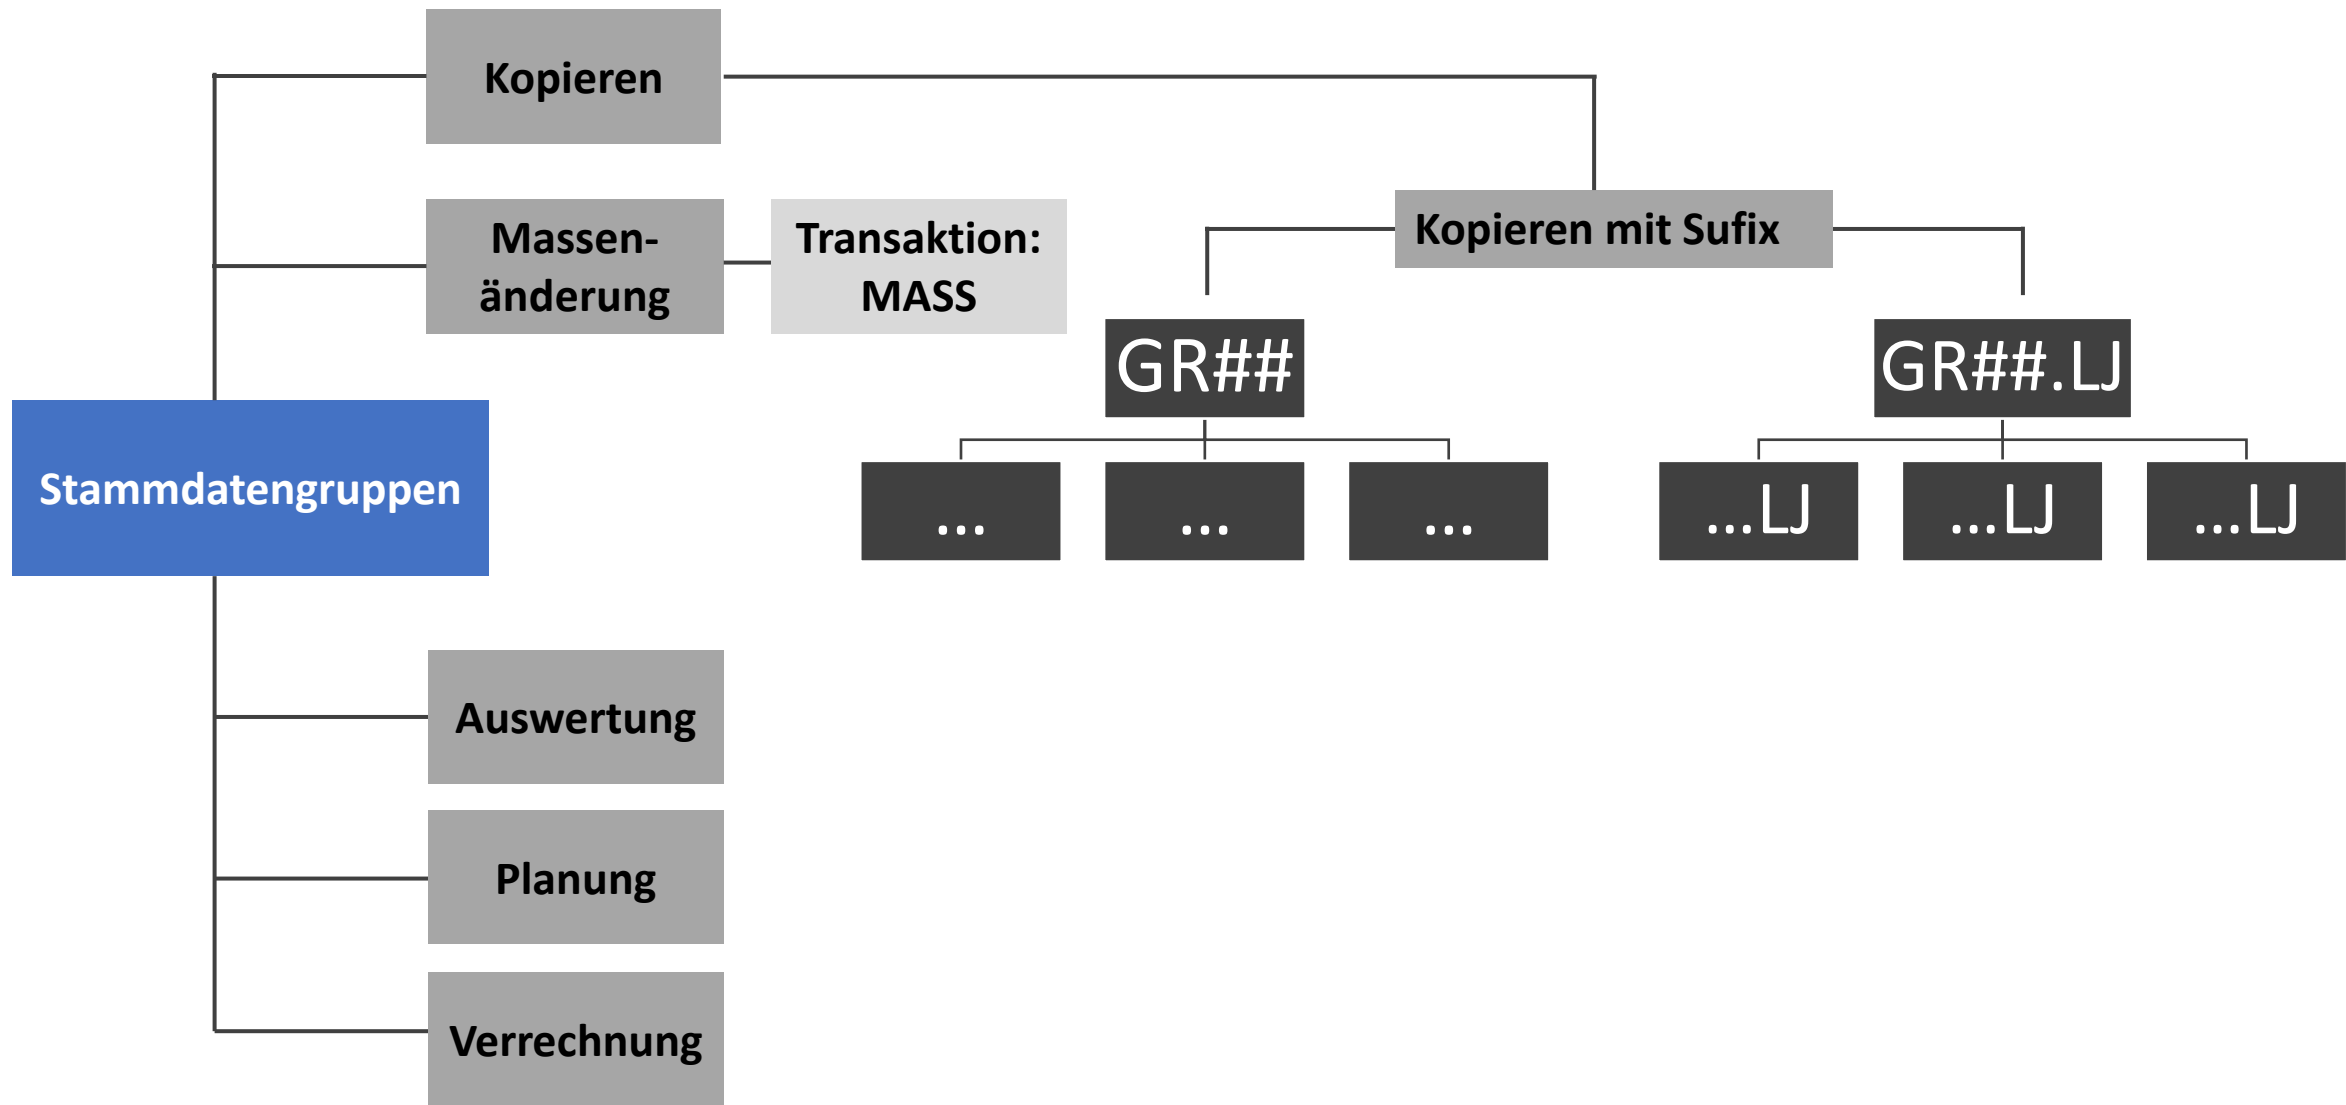 Kopieren
Massen-
änderung
Transaktion:
MASS
Kopieren mit Sufix
GR##
GR##.LJ
...
...
...
...LJ
...LJ
...LJ
Stammdatengruppen
Auswertung
Planung
Verrechnung